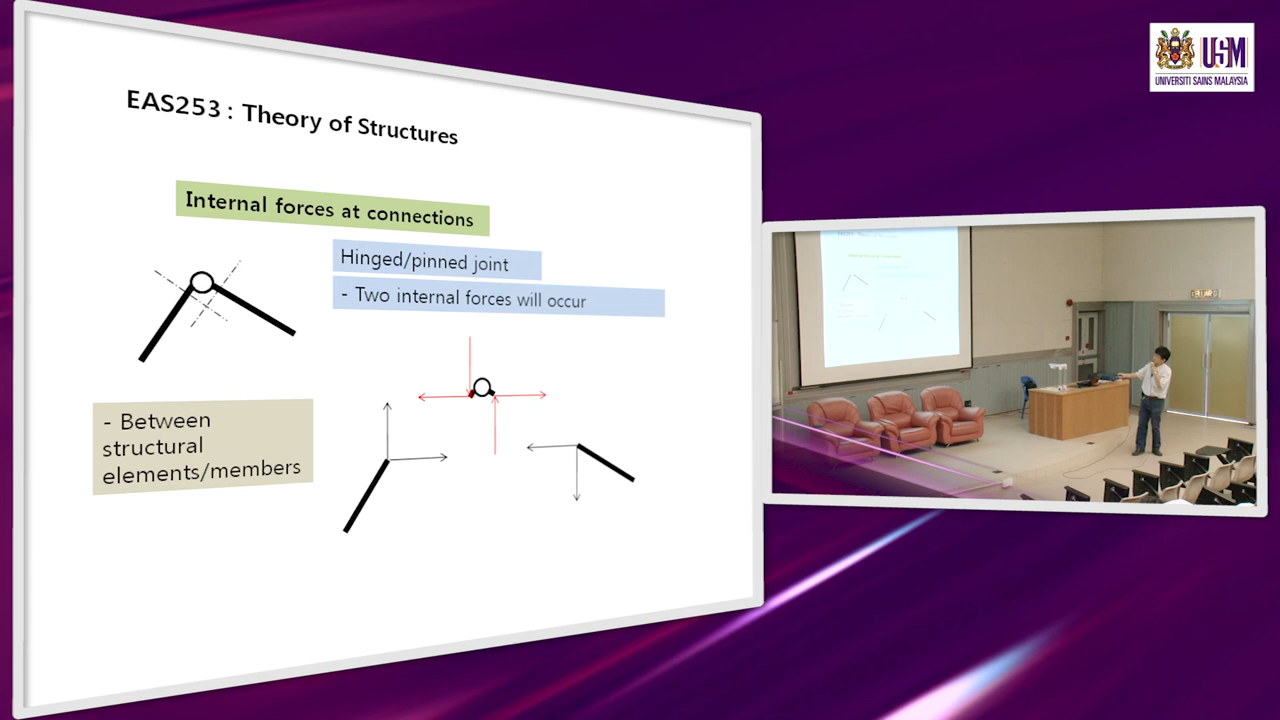 EAS253 : Theory of Structures
Internal forces at connections
Hinged/pinned joint
- Two internal forces will occur
- Between
structural
elements/members
USM
UNIVERSITI SAINS MALAYSIA